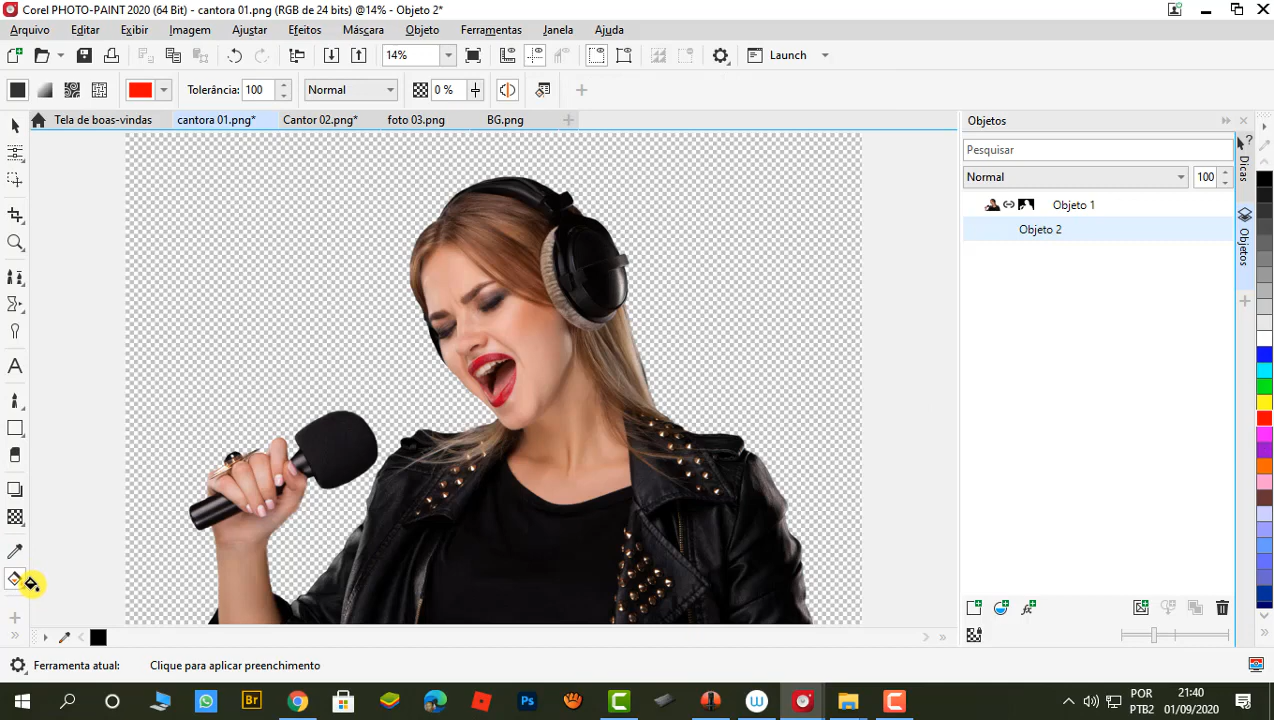 Corel PHOTO-PAINT 2020 (64 Bit) - cantora 01.png (RGB de 24 bits) @14% - Objeto 2*
Arquivo Editar Exibir Imagem Ajustar Efeitos Máscara Objeto Ferramentas Janela Ajuda
14% Launch
Tolerância: 100 Normal 0 %
Tela de boas-vindas cantora 01.png* Cantor 02.png* foto 03.png BG.png
Objetos
Pesquisar
Normal 100
Objeto 1
Objeto 2
Dicas
Objetos
Ferramenta atual: Clique para aplicar preenchimento
Br Ps
POR 21:40
PTB2 01/09/2020